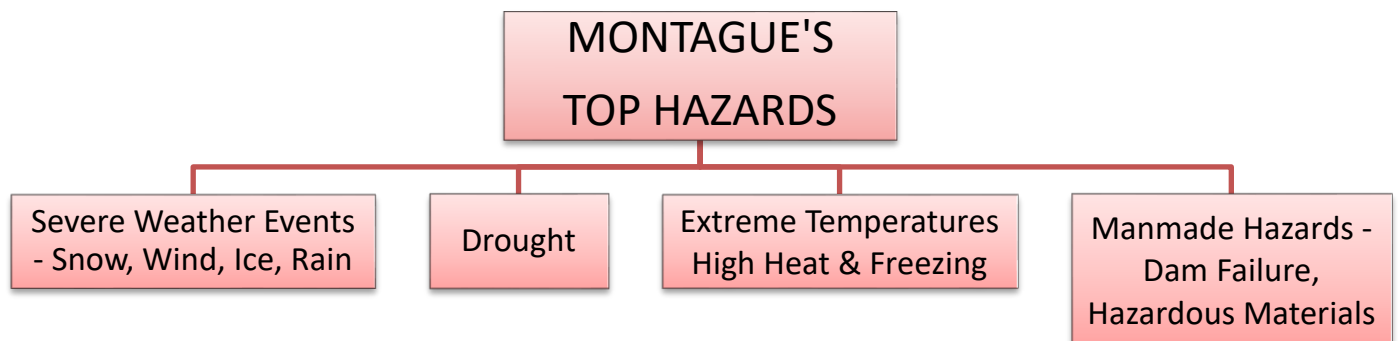 MONTAGUE'S
TOP HAZARDS
Severe Weather Events
- Snow, Wind, Ice, Rain
Drought
Extreme Temperatures
High Heat & Freezing
Manmade Hazards -
Dam Failure,
Hazardous Materials